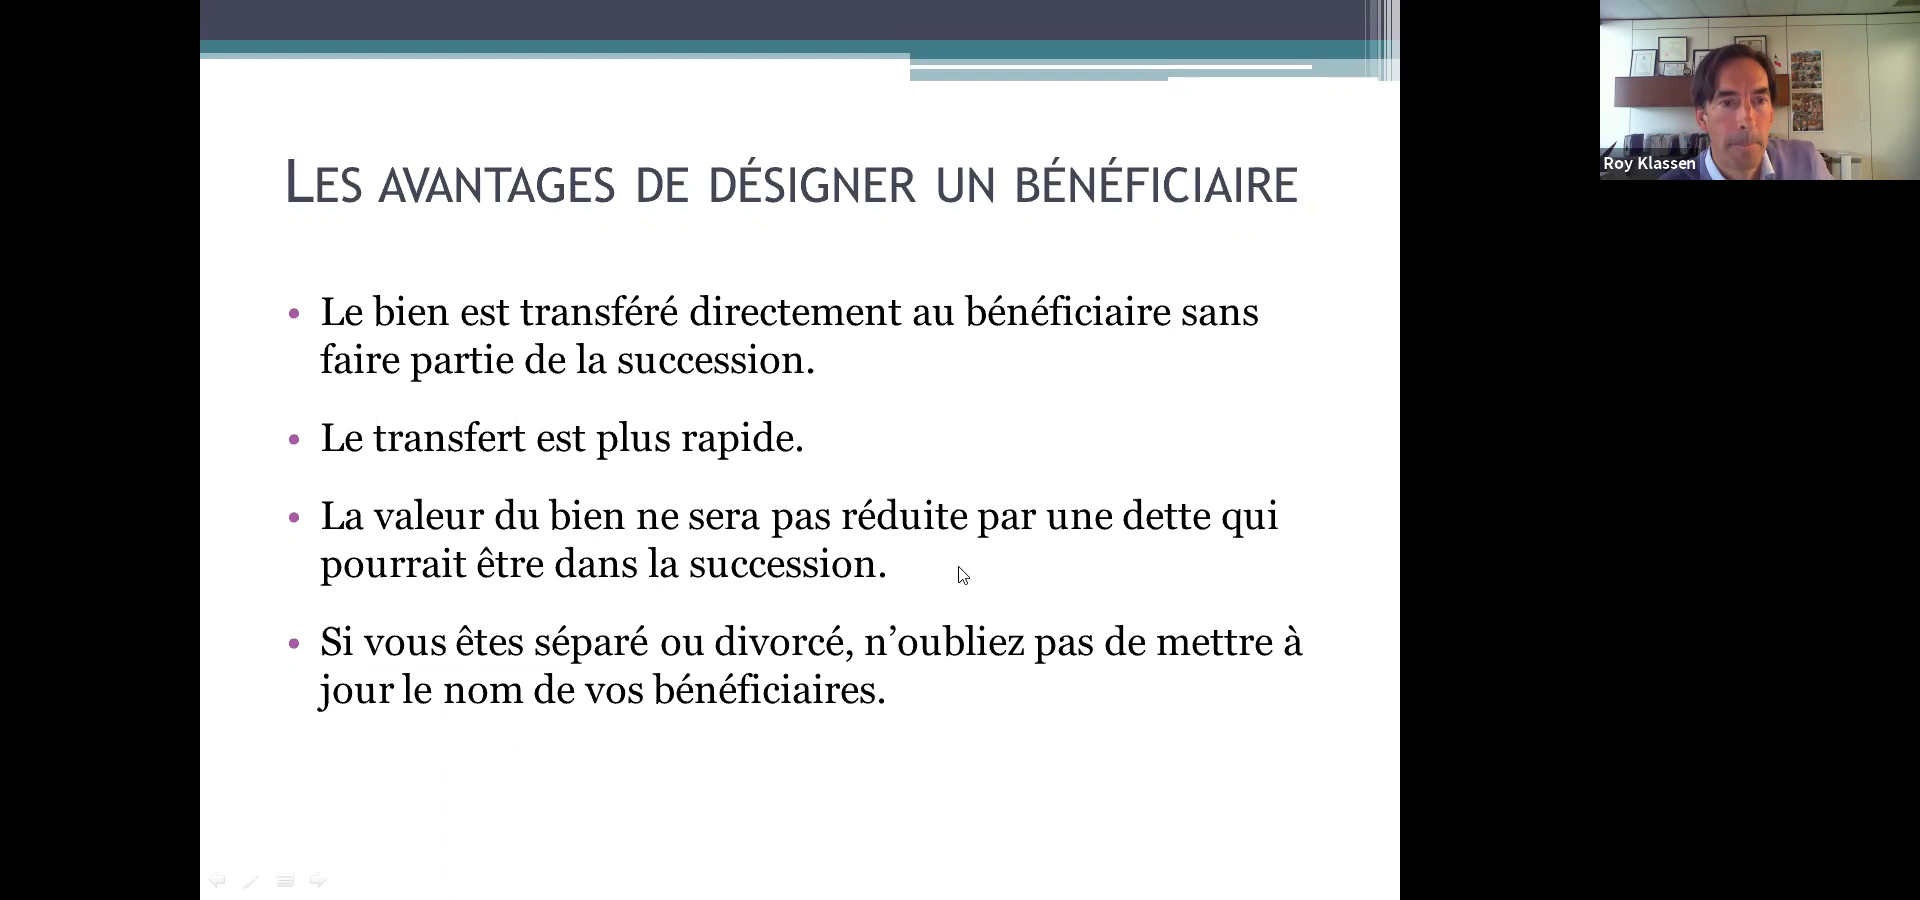 LES AVANTAGES DE DÉSIGNER UN BÉNÉFICIAIRE
• Le bien est transféré directement au bénéficiaire sans
faire partie de la succession.
• Le transfert est plus rapide.
• La valeur du bien ne sera pas réduite par une dette qui
pourrait être dans la succession.
• Si vous êtes séparé ou divorcé, n’oubliez pas de mettre à
jour le nom de vos bénéficiaires.
Roy Klassen